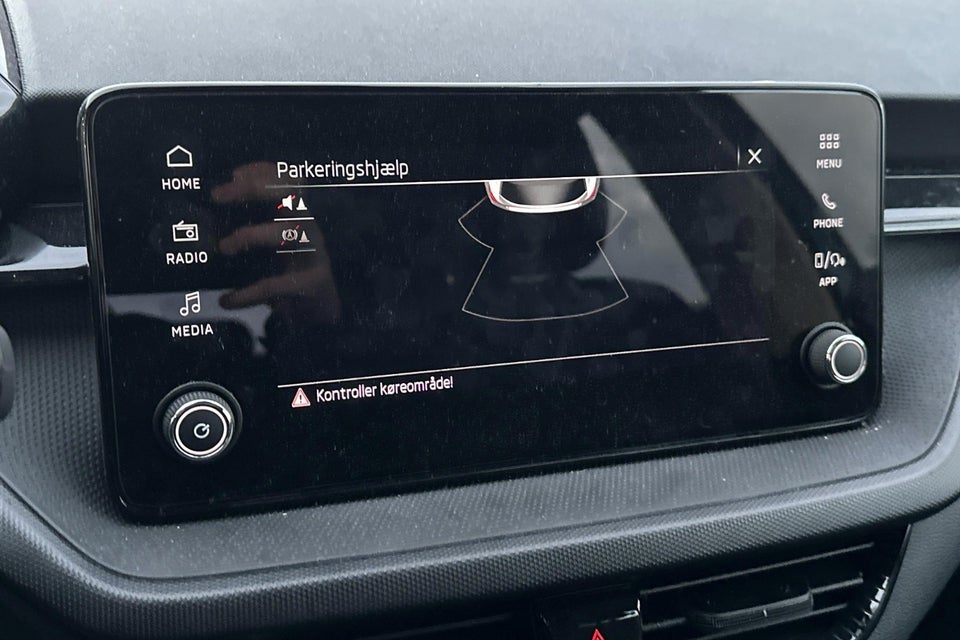 HOME
RADIO
MEDIA
Parkeringshjælp
X
Kontroller køreområde!
MENU
PHONE
APP